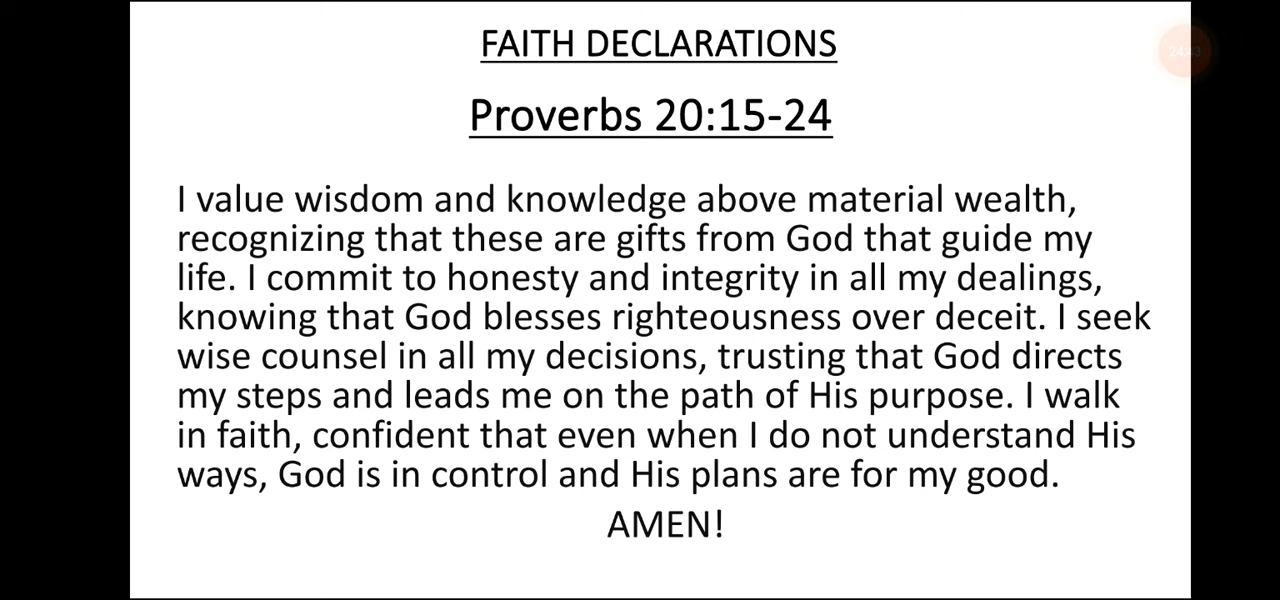 FAITH DECLARATIONS
24:43
Proverbs 20:15-24
I value wisdom and knowledge above material wealth,
recognizing that these are gifts from God that guide my
life. I commit to honesty and integrity in all my dealings,
knowing that God blesses righteousness over deceit. I seek
wise counsel in all my decisions, trusting that God directs
my steps and leads me on the path of His purpose. I walk
in faith, confident that even when I do not understand His
ways, God is in control and His plans are for my good.
AMEN!